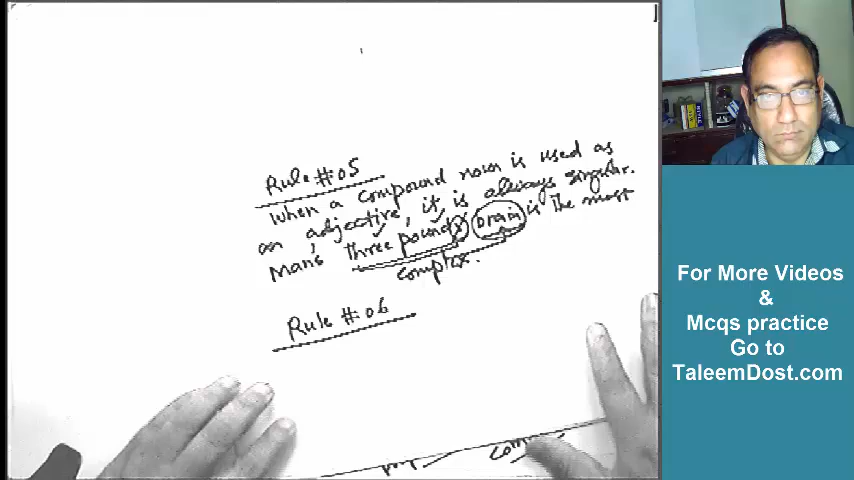 Rule #05
When a compound noun is used as
an adjective, it is always singular.
Man's three pounds brain is the most
complex.
Rule #06
com
For More Videos
&
Mcqs practice
Go to
TaleemDost.com